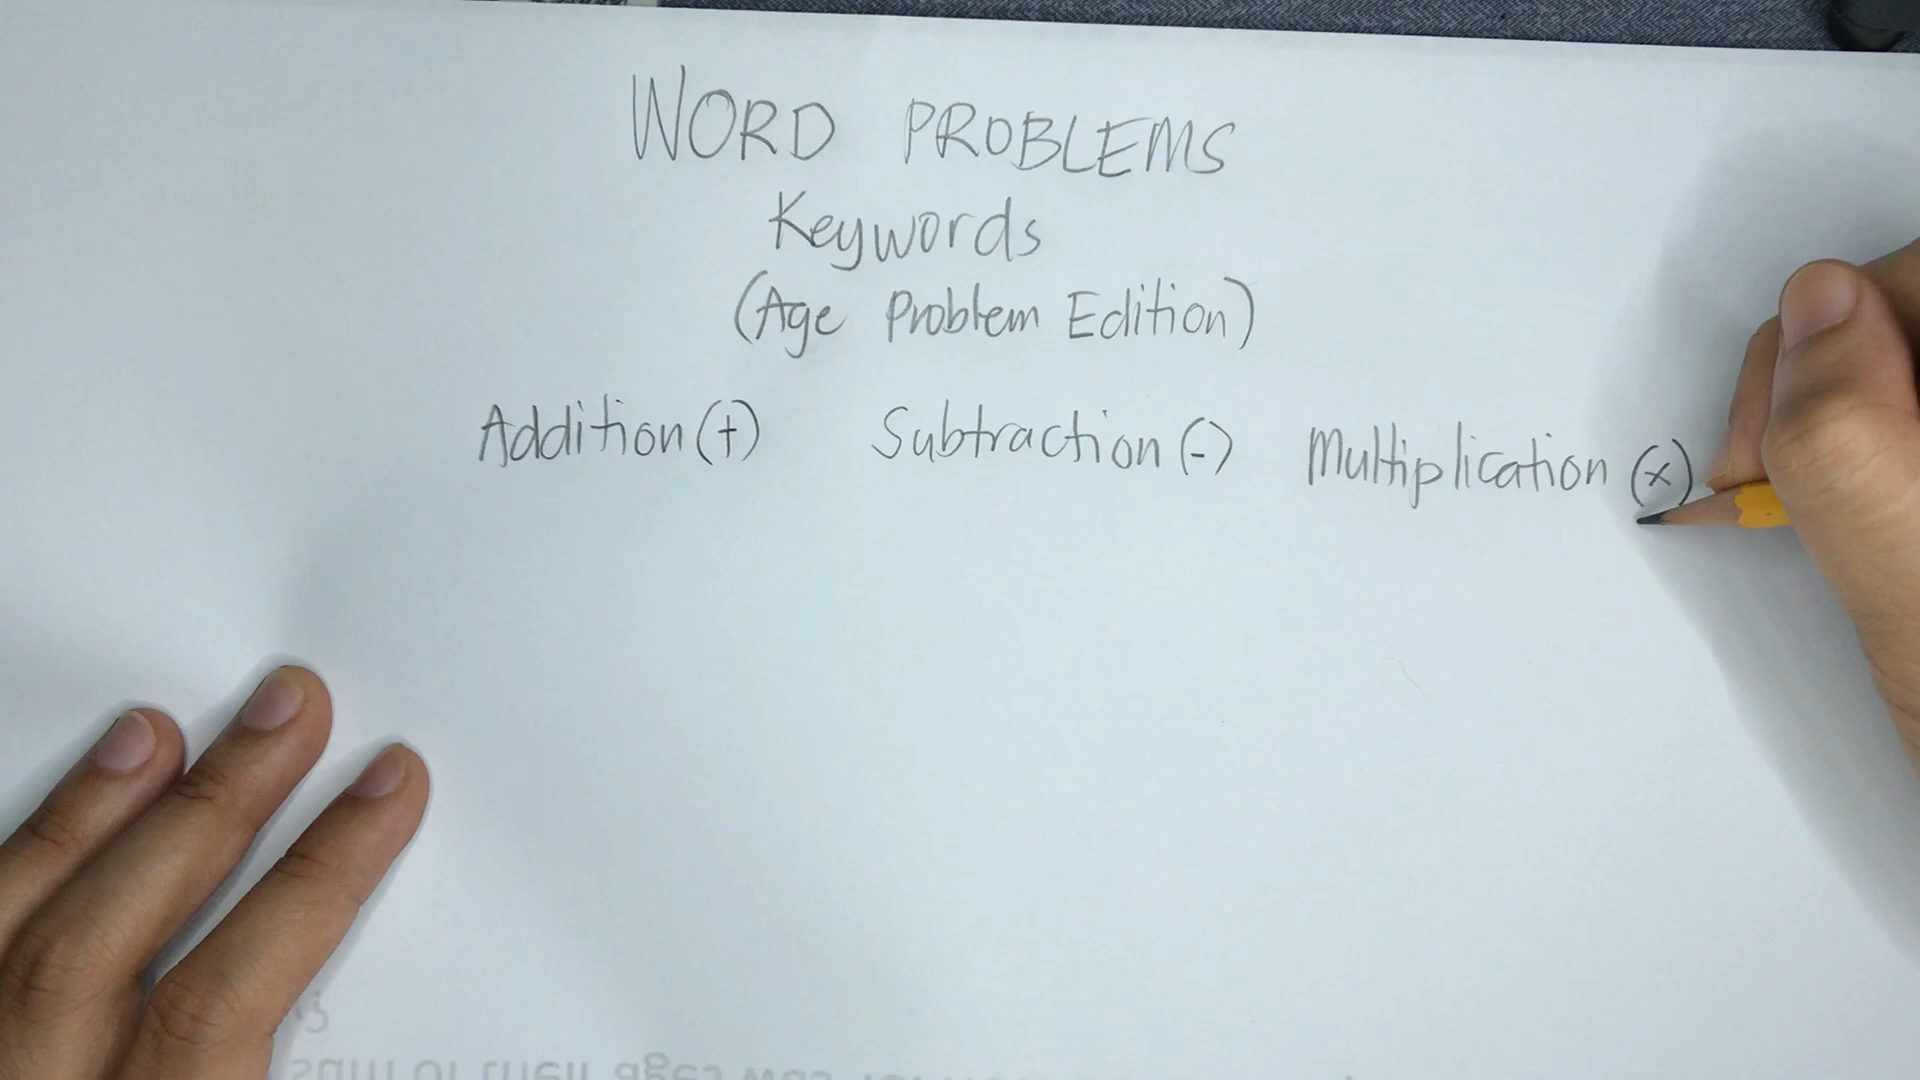 WORD PROBLEMS
Keywords
(Age Problem Edition)
Addition (+) Subtraction (-) Multiplication (x)